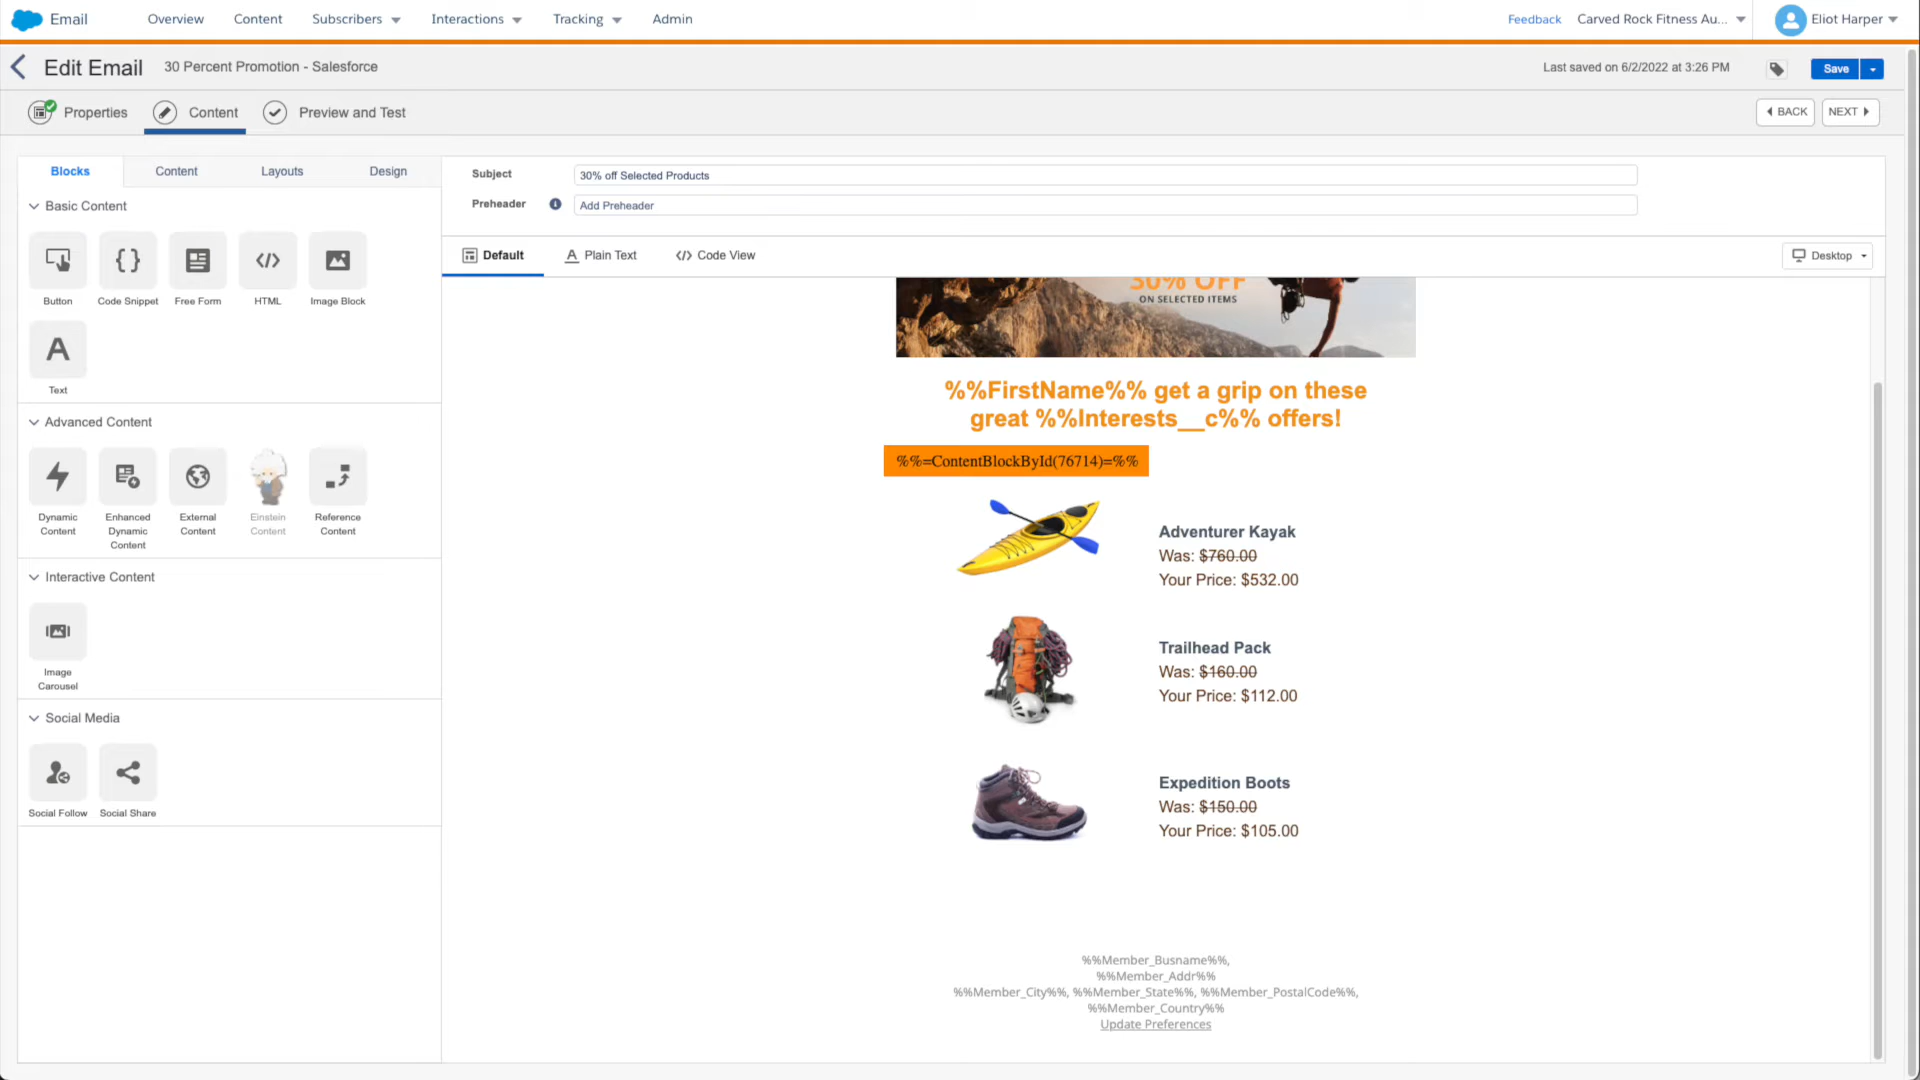 Email
Overview
Content
Subscribers
Interactions
Tracking
Admin
Feedback
Carved Rock Fitness Au...
Eliot Harper
Edit Email
30 Percent Promotion - Salesforce
Last saved on 6/2/2022 at 3:26 PM
Save
Properties
Content
Preview and Test
BACK
NEXT
Blocks
Content
Layouts
Design
Basic Content
Button
Code Snippet
Free Form
HTML
Image Block
Text
Advanced Content
Dynamic
Content
Enhanced
Dynamic
Content
External
Content
Einstein
Content
Reference
Content
Interactive Content
Image
Carousel
Social Media
Social Follow
Social Share
Subject
30% off Selected Products
Preheader
Add Preheader
Default
Plain Text
Code View
Desktop
30% OFF
ON SELECTED ITEMS
%%FirstName%% get a grip on these
great %%Interests__c%% offers!
%%=ContentBlockById(76714)=%%
Adventurer Kayak
Was: $760.00
Your Price: $532.00
Trailhead Pack
Was: $160.00
Your Price: $112.00
Expedition Boots
Was: $150.00
Your Price: $105.00
%%Member_Busname%%,
%%Member_Addr%%
%%Member_City%%, %%Member_State%%, %%Member_PostalCode%%,
%%Member_Country%%
Update Preferences